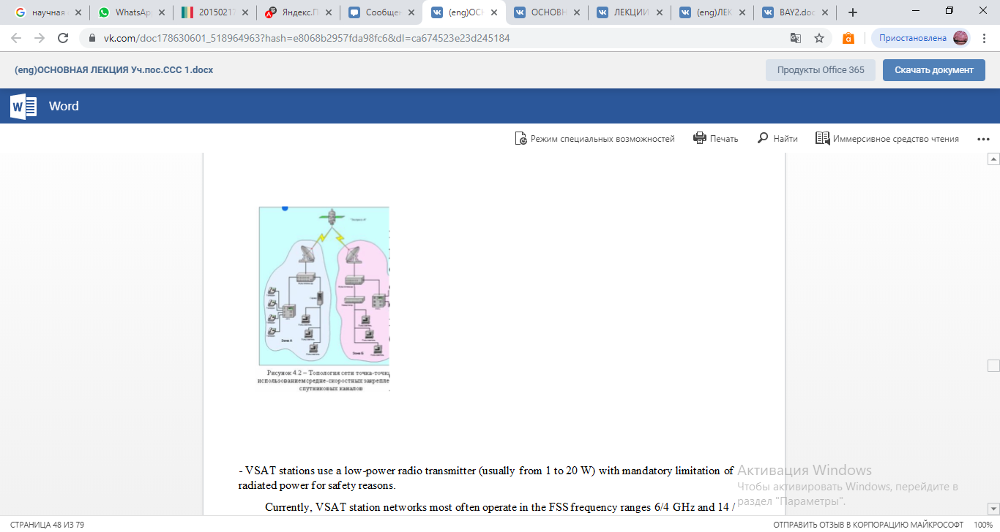 научная
WhatsAp
20150217
Яндекс.П
Сообщен
(eng)ОСН
ОСНОВН
ЛЕКЦИИ
(eng)ЛЕК
BAY2.doc
vk.com/doc178630601_518964963?hash=e8068b2957fda98fc6&dl=ca674523e23d245184
Приостановлена
(eng)ОСНОВНАЯ ЛЕКЦИЯ Уч.пос.ССС 1.docx
Продукты Office 365
Скачать документ
Word
Режим специальных возможностей
Печать
Найти
Иммерсивное средство чтения
Зона А
Зона Б
Рисунок 4.2 – Топология сети точка-точка
использованием средне-скоростных закрепле
спутниковых каналов
- VSAT stations use a low-power radio transmitter (usually from 1 to 20 W) with mandatory limitation of
radiated power for safety reasons.
Currently, VSAT station networks most often operate in the FSS frequency ranges 6/4 GHz and 14 /
Активация Windows
Чтобы активировать Windows, перейдите в
раздел "Параметры".
СТРАНИЦА 48 ИЗ 79
ОТПРАВИТЬ ОТЗЫВ В КОРПОРАЦИЮ МАЙКРОСОФТ
100%